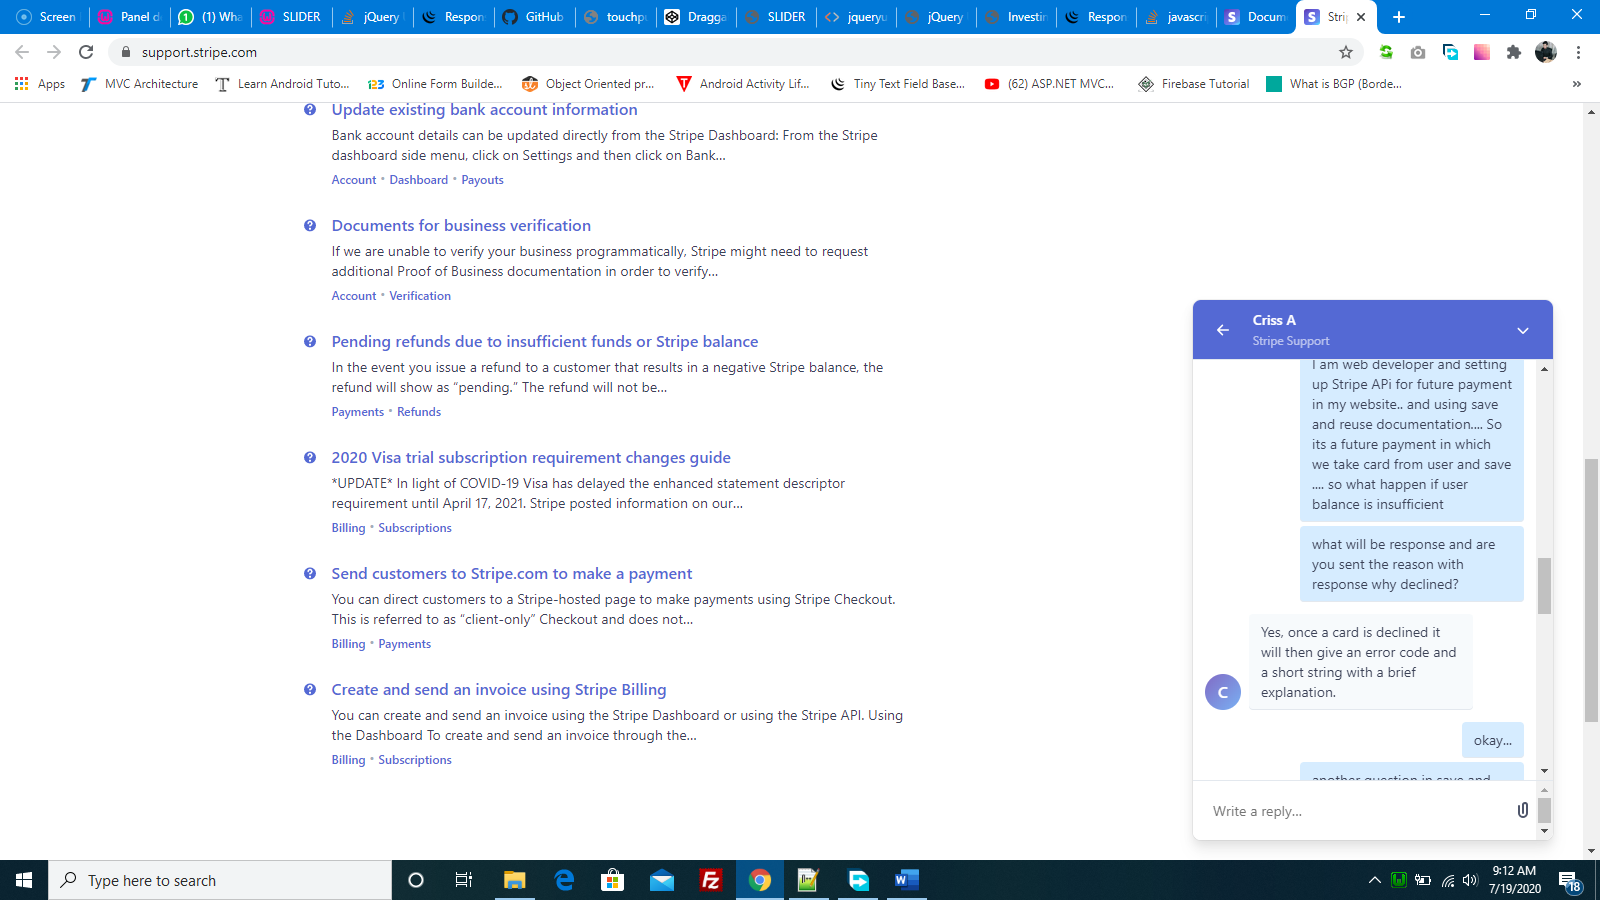 Screen
Panel d
(1) Wha
SLIDER
jQuery
Respon
GitHub
touchp
Dragga
SLIDER
jqueryu
jQuery
Investin
Respon
javascri
Docum
Stri
support.stripe.com
Apps
MVC Architecture
Learn Android Tuto...
Online Form Builde...
Object Oriented pr...
Android Activity Lif...
Tiny Text Field Base...
(62) ASP.NET MVC...
Firebase Tutorial
What is BGP (Borde...
»
Update existing bank account information
Bank account details can be updated directly from the Stripe Dashboard: From the Stripe
dashboard side menu, click on Settings and then click on Bank...
Account • Dashboard • Payouts
Documents for business verification
If we are unable to verify your business programmatically, Stripe might need to request
additional Proof of Business documentation in order to verify...
Account • Verification
Pending refunds due to insufficient funds or Stripe balance
In the event you issue a refund to a customer that results in a negative Stripe balance, the
refund will show as “pending.” The refund will not be...
Payments • Refunds
2020 Visa trial subscription requirement changes guide
*UPDATE* In light of COVID-19 Visa has delayed the enhanced statement descriptor
requirement until April 17, 2021. Stripe posted information on our...
Billing • Subscriptions
Send customers to Stripe.com to make a payment
You can direct customers to a Stripe-hosted page to make payments using Stripe Checkout.
This is referred to as “client-only” Checkout and does not...
Billing • Payments
Create and send an invoice using Stripe Billing
You can create and send an invoice using the Stripe Dashboard or using the Stripe API. Using
the Dashboard To create and send an invoice through the...
Billing • Subscriptions
Criss A
Stripe Support
I am web developer and setting
up Stripe APi for future payment
in my website.. and using save
and reuse documentation.... So
its a future payment in which
we take card from user and save
.... so what happen if user
balance is insufficient
what will be response and are
you sent the reason with
response why declined?
Yes, once a card is declined it
will then give an error code and
a short string with a brief
explanation.
C
okay...
another question in save and
Write a reply...
Type here to search
9:12 AM
7/19/2020
18